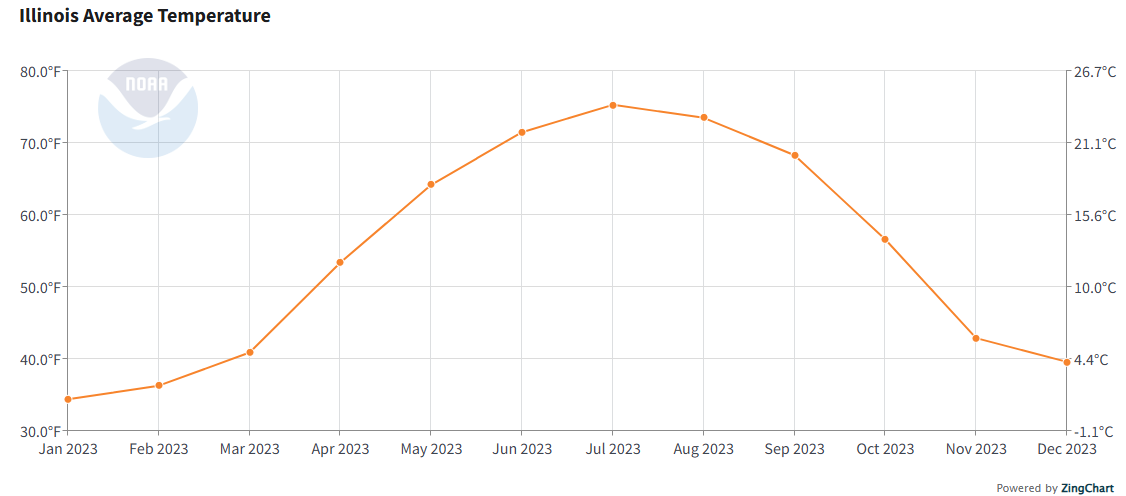 Illinois Average Temperature
NOAA
80.0°F 26.7°C
70.0°F 21.1°C
60.0°F 15.6°C
50.0°F 10.0°C
40.0°F 4.4°C
30.0°F -1.1°C
Jan 2023 Feb 2023 Mar 2023 Apr 2023 May 2023 Jun 2023 Jul 2023 Aug 2023 Sep 2023 Oct 2023 Nov 2023 Dec 2023
Powered by ZingChart